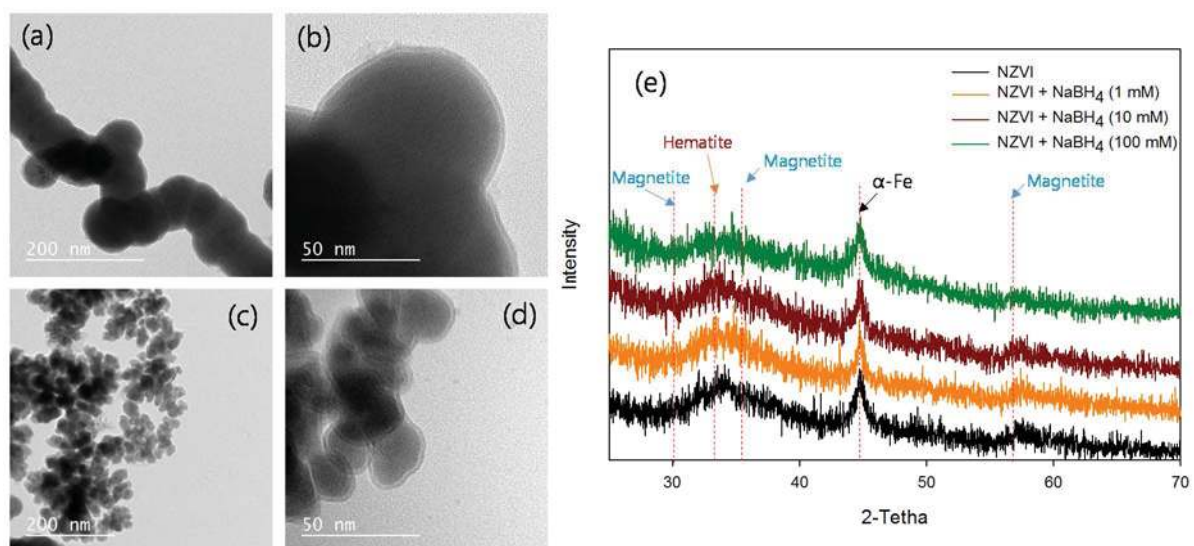 (a)
200 nm
(b)
50 nm
(c)
200 nm
(d)
50 nm
(e)
NZVI
NZVI + NaBH₄ (1 mM)
NZVI + NaBH₄ (10 mM)
NZVI + NaBH₄ (100 mM)
Hematite
Magnetite
Magnetite
α-Fe
Magnetite
Intensity
30 40 50 60 70
2-Tetha